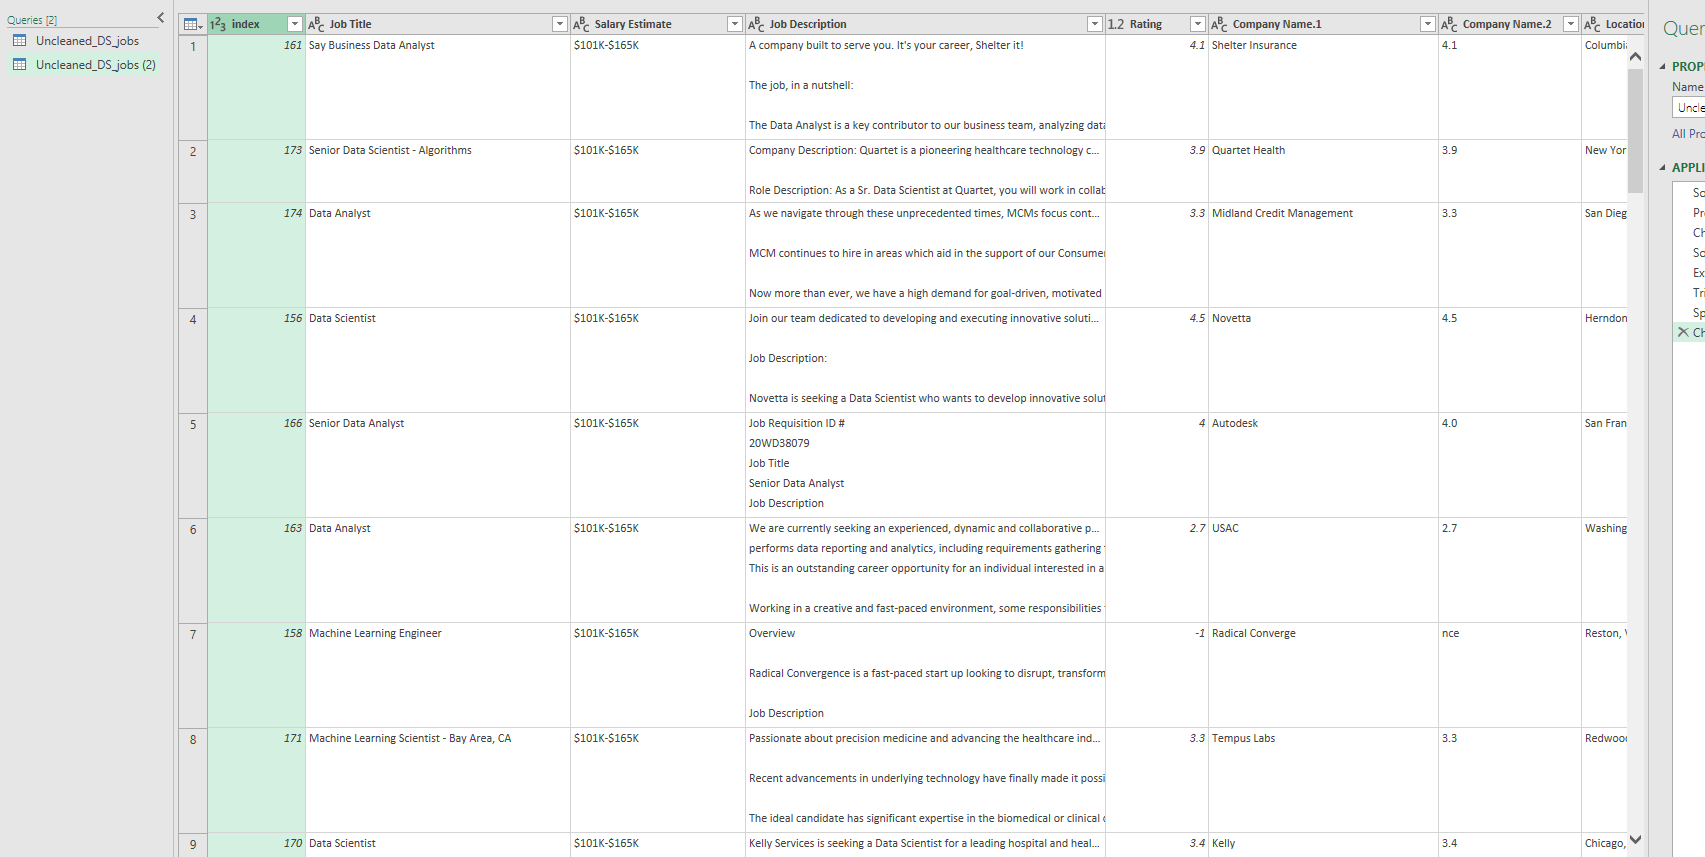 Queries [2]
Uncleaned_DS_jobs
Uncleaned_DS_jobs (2)
1 2 3 index
A B C Job Title
A B C Salary Estimate
A B C Job Description
1.2 Rating
A B C Company Name.1
A B C Company Name.2
A B C Location
1 161 Say Business Data Analyst $101K-$165K A company built to serve you. It's your career, Shelter it! 4.1 Shelter Insurance 4.1 Columbi
The job, in a nutshell:
The Data Analyst is a key contributor to our business team, analyzing data
2 173 Senior Data Scientist - Algorithms $101K-$165K Company Description: Quartet is a pioneering healthcare technology c... 3.9 Quartet Health 3.9 New Yor
Role Description: As a Sr. Data Scientist at Quartet, you will work in collab
3 174 Data Analyst $101K-$165K As we navigate through these unprecedented times, MCMs focus cont... 3.3 Midland Credit Management 3.3 San Dieg
MCM continues to hire in areas which aid in the support of our Consumer
Now more than ever, we have a high demand for goal-driven, motivated
4 156 Data Scientist $101K-$165K Join our team dedicated to developing and executing innovative soluti... 4.5 Novetta 4.5 Herndon
Job Description:
Novetta is seeking a Data Scientist who wants to develop innovative solut
5 166 Senior Data Analyst $101K-$165K Job Requisition ID # 4 Autodesk 4.0 San Fran
20WD38079
Job Title
Senior Data Analyst
Job Description
6 163 Data Analyst $101K-$165K We are currently seeking an experienced, dynamic and collaborative p... 2.7 USAC 2.7 Washing
performs data reporting and analytics, including requirements gathering
This is an outstanding career opportunity for an individual interested in a
Working in a creative and fast-paced environment, some responsibilities
7 158 Machine Learning Engineer $101K-$165K Overview -1 Radical Converge nce Reston,
Radical Convergence is a fast-paced start up looking to disrupt, transform
Job Description
8 171 Machine Learning Scientist - Bay Area, CA $101K-$165K Passionate about precision medicine and advancing the healthcare ind... 3.3 Tempus Labs 3.3 Redwoo
Recent advancements in underlying technology have finally made it possi
The ideal candidate has significant expertise in the biomedical or clinical
9 170 Data Scientist $101K-$165K Kelly Services is seeking a Data Scientist for a leading hospital and heal... 3.4 Kelly 3.4 Chicago,
Quer
PROP
Name
Uncle
All Pro
APPLI
So
Pr
Ch
So
Ex
Tri
Sp
Ch